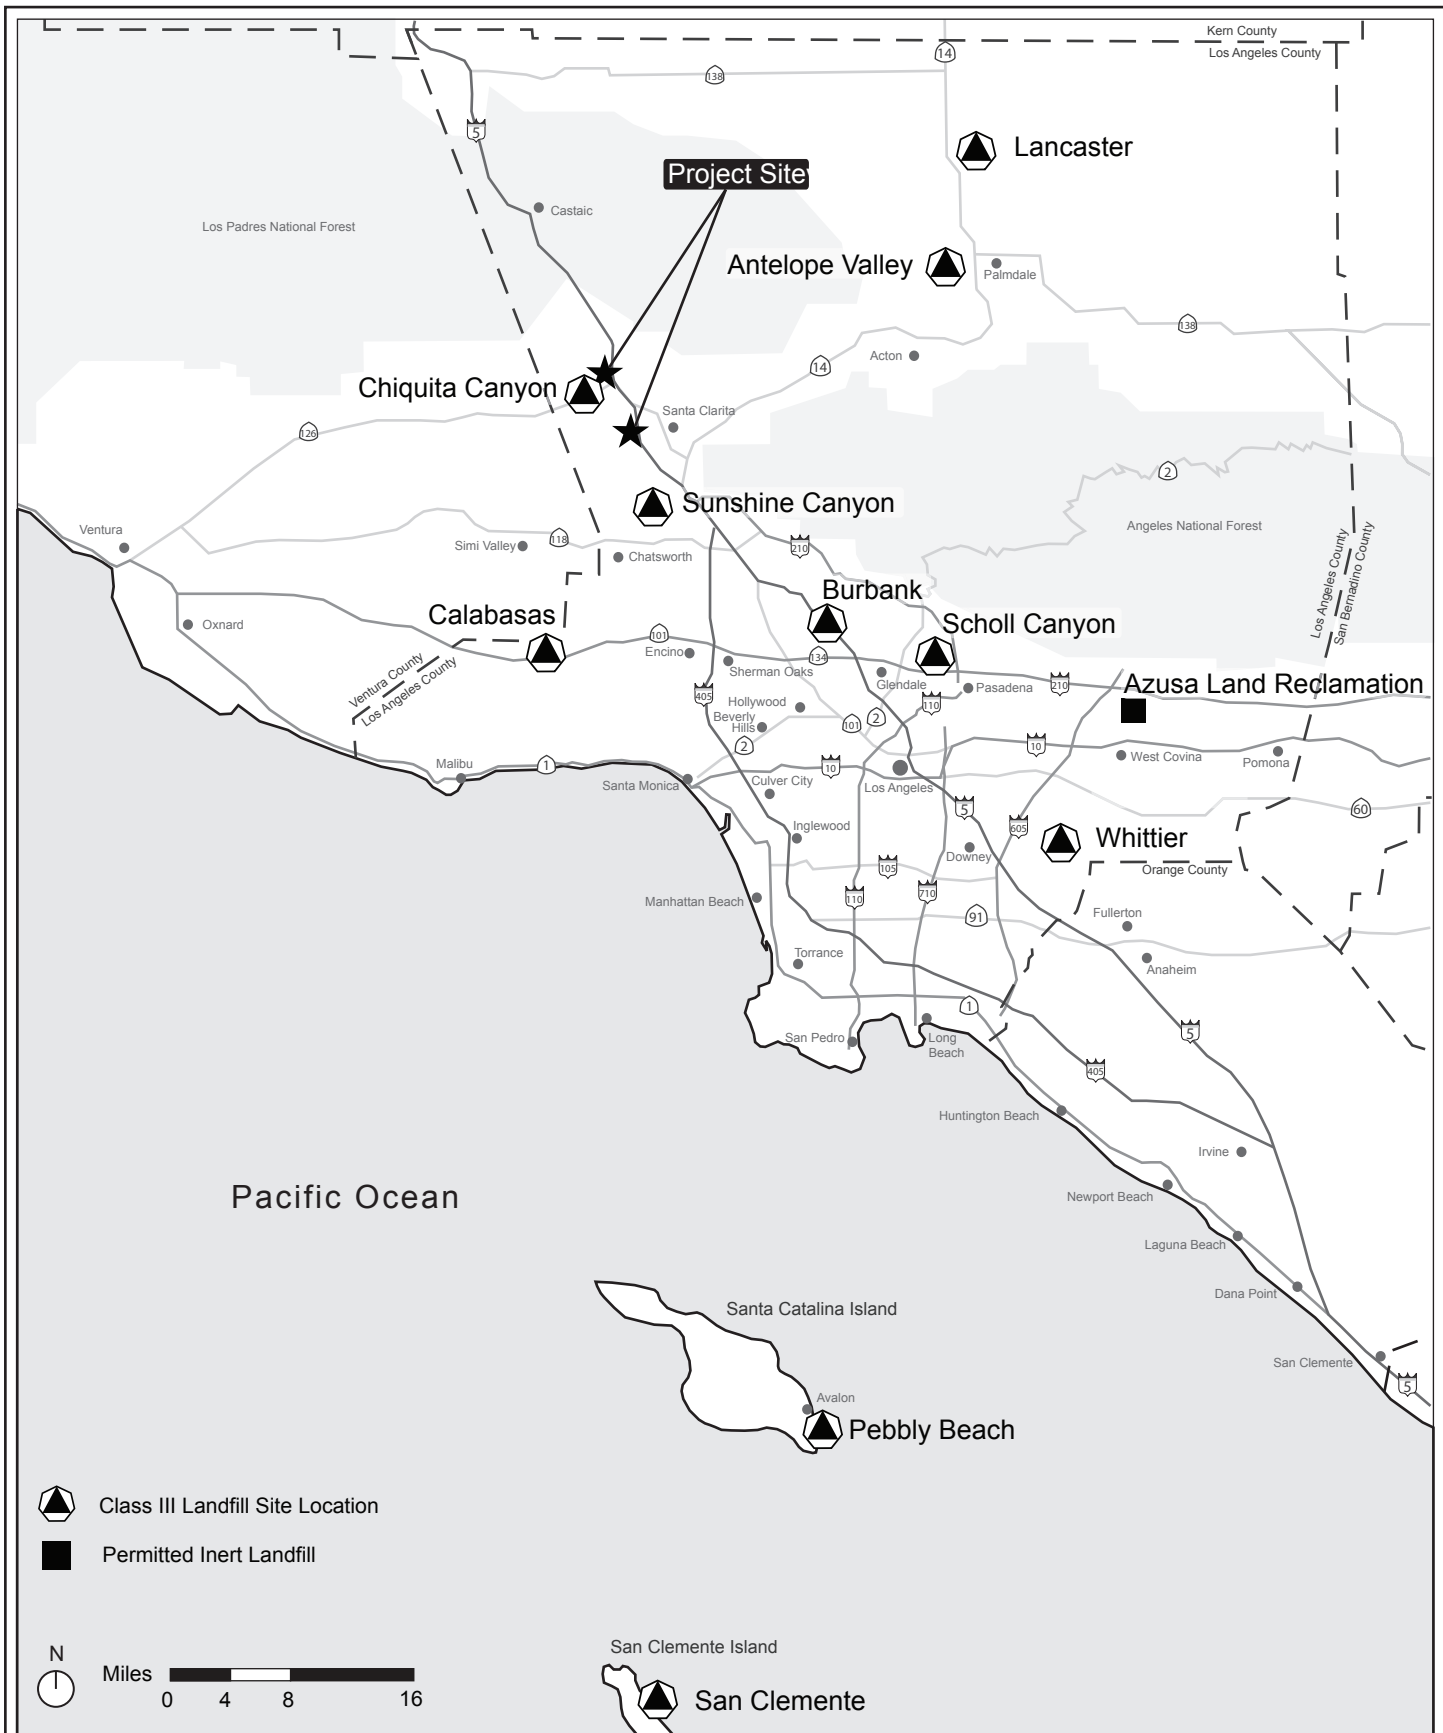 Kern County
Los Angeles County
14
138
5
Lancaster
Project Site
Castaic
Los Padres National Forest
Antelope Valley
Palmdale
138
14
Acton
Chiquita Canyon
Santa Clarita
126
2
Sunshine Canyon
Angeles National Forest
Ventura
Simi Valley
118
Chatsworth
210
Los Angeles County
San Bernadino County
Burbank
Calabasas
Scholl Canyon
Oxnard
101
Encino
134
Sherman Oaks
Glendale
Pasadena
210
Azusa Land Reclamation
Ventura County
Los Angeles County
405
Hollywood
110
Beverly
Hills
101
2
2
10
West Covina
Pomona
Malibu
1
Santa Monica
10
Culver City
Los Angeles
5
60
Inglewood
605
Whittier
Downey
105
Orange County
Manhattan Beach
110
710
91
Fullerton
Torrance
Anaheim
1
San Pedro
Long
Beach
5
405
Huntington Beach
Irvine
Pacific Ocean
Newport Beach
Laguna Beach
Dana Point
Santa Catalina Island
San Clemente
5
Avalon
Pebbly Beach
Class III Landfill Site Location
Permitted Inert Landfill
San Clemente Island
N
Miles
0 4 8 16
San Clemente